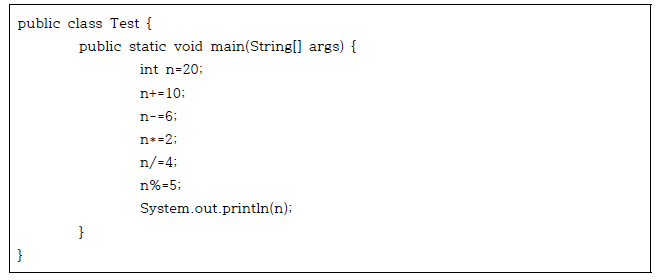 public class Test {
public static void main(String[] args) {
int n=20;
n+=10;
n-=6;
n*=2;
n/=4;
n%=5;
System.out.println(n);
}
}